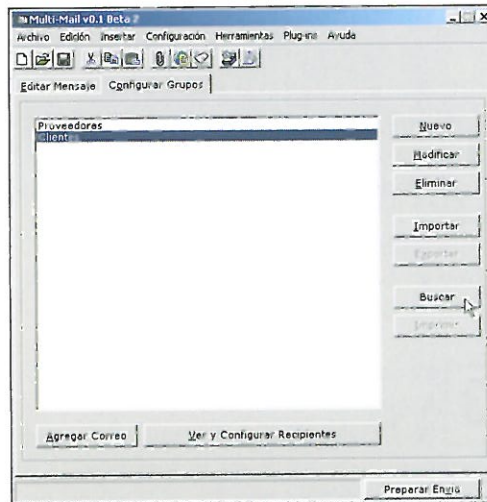 Multi-Mail v0.1 Beta 2
Archivo Edición Insertar Configuración Herramientas Plug-ins Ayuda
Editar Mensaje Configurar Grupos
Proveedores
Clientes
Nuevo
Modificar
Eliminar
Importar
Exportar
Buscar
Imprimir
Agregar Correo
Ver y Configurar Recipientes
Preparar Envío